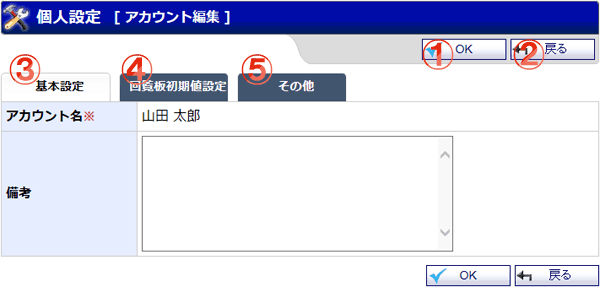 個人設定 [ アカウント編集 ]
① OK ② 戻る
③ ④ ⑤
基本設定 回覧板初期値設定 その他
アカウント名※ 山田 太郎
備考
OK 戻る